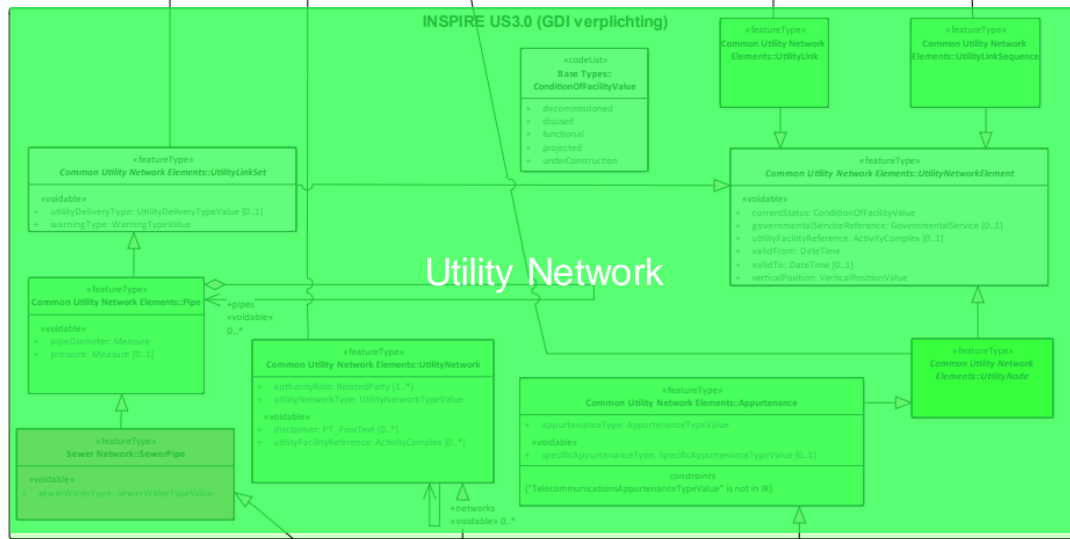 INSPIRE US3.0 (GDI verplichting)
«featureType»
Common Utility Network
Elements::UtilityLink
«featureType»
Common Utility Network
Elements::UtilityLinkSequence
«codeList»
Base Types::
ConditionOfFacilityValue
+ decommissioned
+ disused
+ functional
+ projected
+ underConstruction
«featureType»
Common Utility Network Elements::UtilityLinkSet
«voidable»
+ utilityDeliveryType: UtilityDeliveryTypeValue [0..1]
+ warningType: WarningTypeValue
«featureType»
Common Utility Network Elements::UtilityNetworkElement
«voidable»
+ currentStatus: ConditionOfFacilityValue
+ governmentalServiceReference: GovernmentalService [0..1]
+ utilityFacilityReference: ActivityComplex [0..1]
+ validFrom: DateTime
+ validTo: DateTime [0..1]
+ verticalPosition: VerticalPositionValue
Utility Network
«featureType»
Common Utility Network Elements::Pipe
«voidable»
+ pipeDiameter: Measure
+ pressure: Measure [0..1]
+pipes
«voidable»
0..*
«featureType»
Common Utility Network Elements::UtilityNetwork
+ authorityRole: RelatedParty [1..*]
+ utilityNetworkType: UtilityNetworkTypeValue
«voidable»
+ disclaimer: PT_FreeText [0..*]
+ utilityFacilityReference: ActivityComplex [0..*]
«featureType»
Common Utility Network
Elements::UtilityNode
«featureType»
Common Utility Network Elements::Appurtenance
+ appurtenanceType: AppurtenanceTypeValue
«voidable»
+ specificAppurtenanceType: SpecificAppurtenanceTypeValue [0..1]
constraints
{"TelecommunicationsAppurtenanceTypeValue" is not in IR}
«featureType»
Sewer Network::SewerPipe
«voidable»
+ sewerWaterType: SewerWaterTypeValue
+networks
«voidable» 0..*